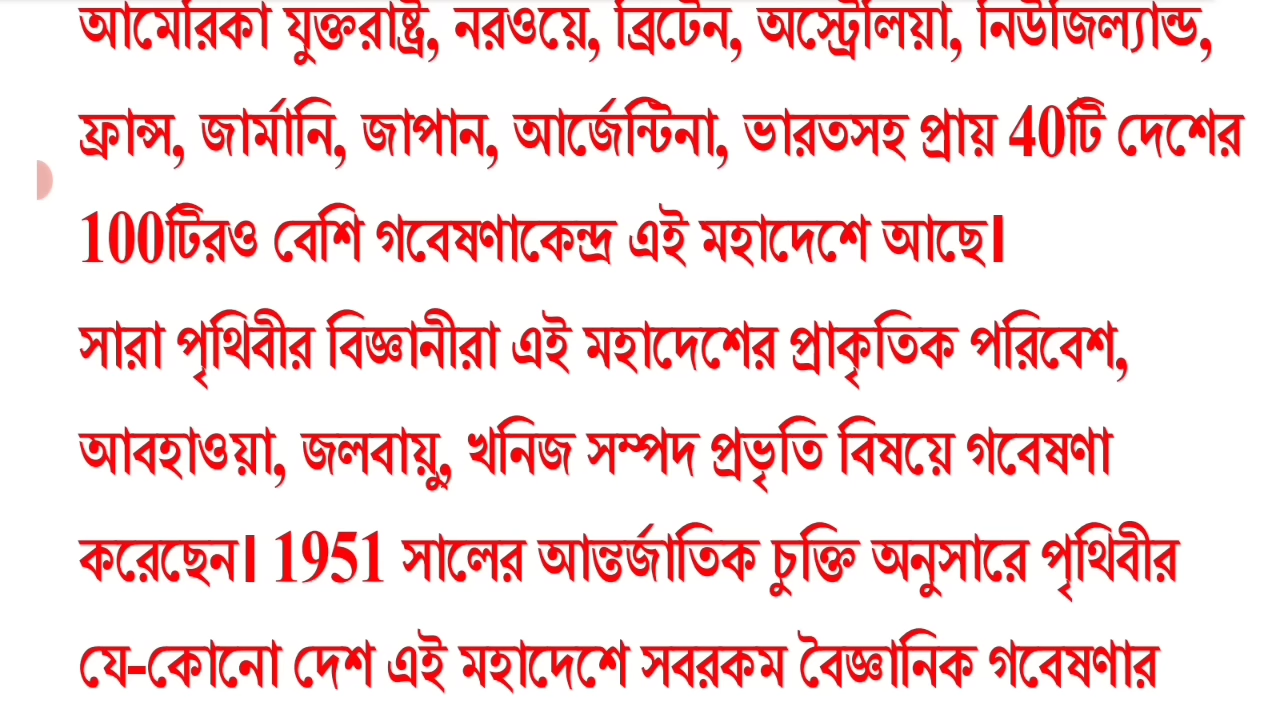 আমেরিকা যুক্তরাষ্ট্র, নরওয়ে, ব্রিটেন, অস্ট্রেলিয়া, নিউজিল্যান্ড,
ফ্রান্স, জার্মানি, জাপান, আর্জেন্টিনা, ভারতসহ প্রায় 40টি দেশের
100টিরও বেশি গবেষণাকেন্দ্র এই মহাদেশে আছে।
সারা পৃথিবীর বিজ্ঞানীরা এই মহাদেশের প্রাকৃতিক পরিবেশ,
আবহাওয়া, জলবায়ু, খনিজ সম্পদ প্রভৃতি বিষয়ে গবেষণা
করেছেন। 1951 সালের আন্তর্জাতিক চুক্তি অনুসারে পৃথিবীর
যে-কোনো দেশ এই মহাদেশে সবরকম বৈজ্ঞানিক গবেষণার